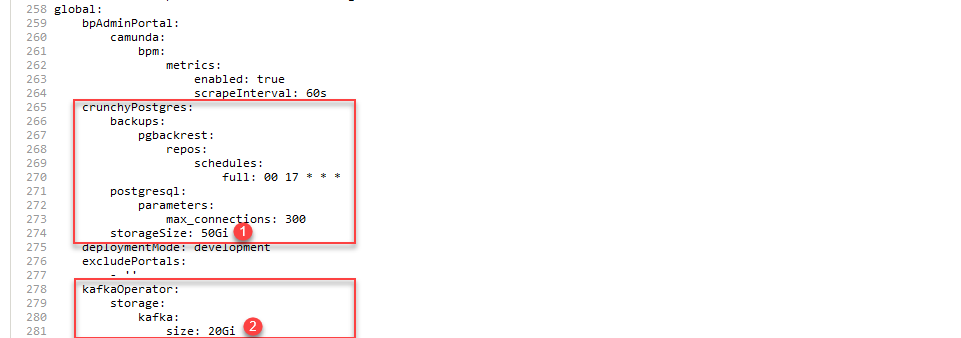 258 global:
259 bpAdminPortal:
260 camunda:
261 bpm:
262 metrics:
263 enabled: true
264 scrapeInterval: 60s
265 crunchyPostgres:
266 backups:
267 pgbackrest:
268 repos:
269 schedules:
270 full: 00 17 * * *
271 postgresql:
272 parameters:
273 max_connections: 300
274 storageSize: 50Gi 1
275 deploymentMode: development
276 excludePortals:
277 - ''
278 kafkaOperator:
279 storage:
280 kafka:
281 size: 20Gi 2